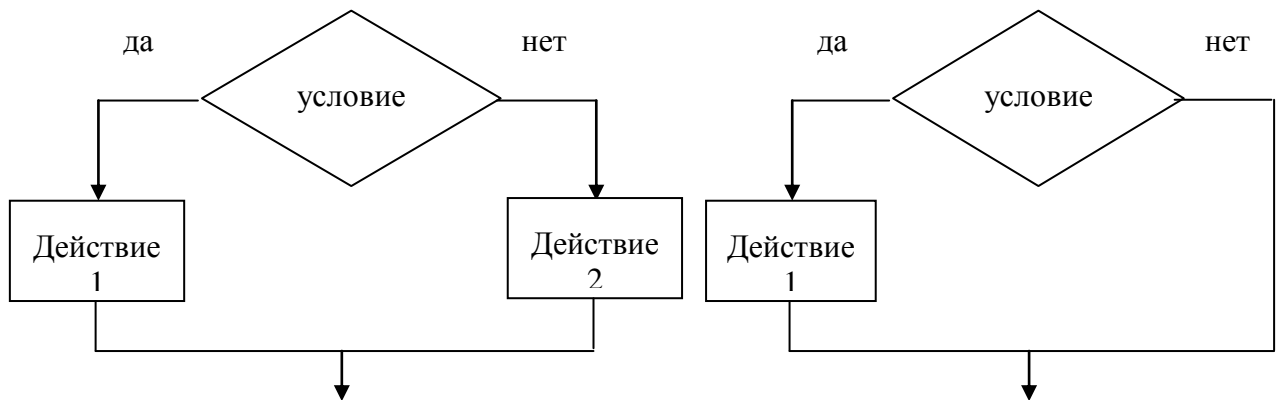 да
нет
условие
Действие
1
Действие
2
да
нет
условие
Действие
1